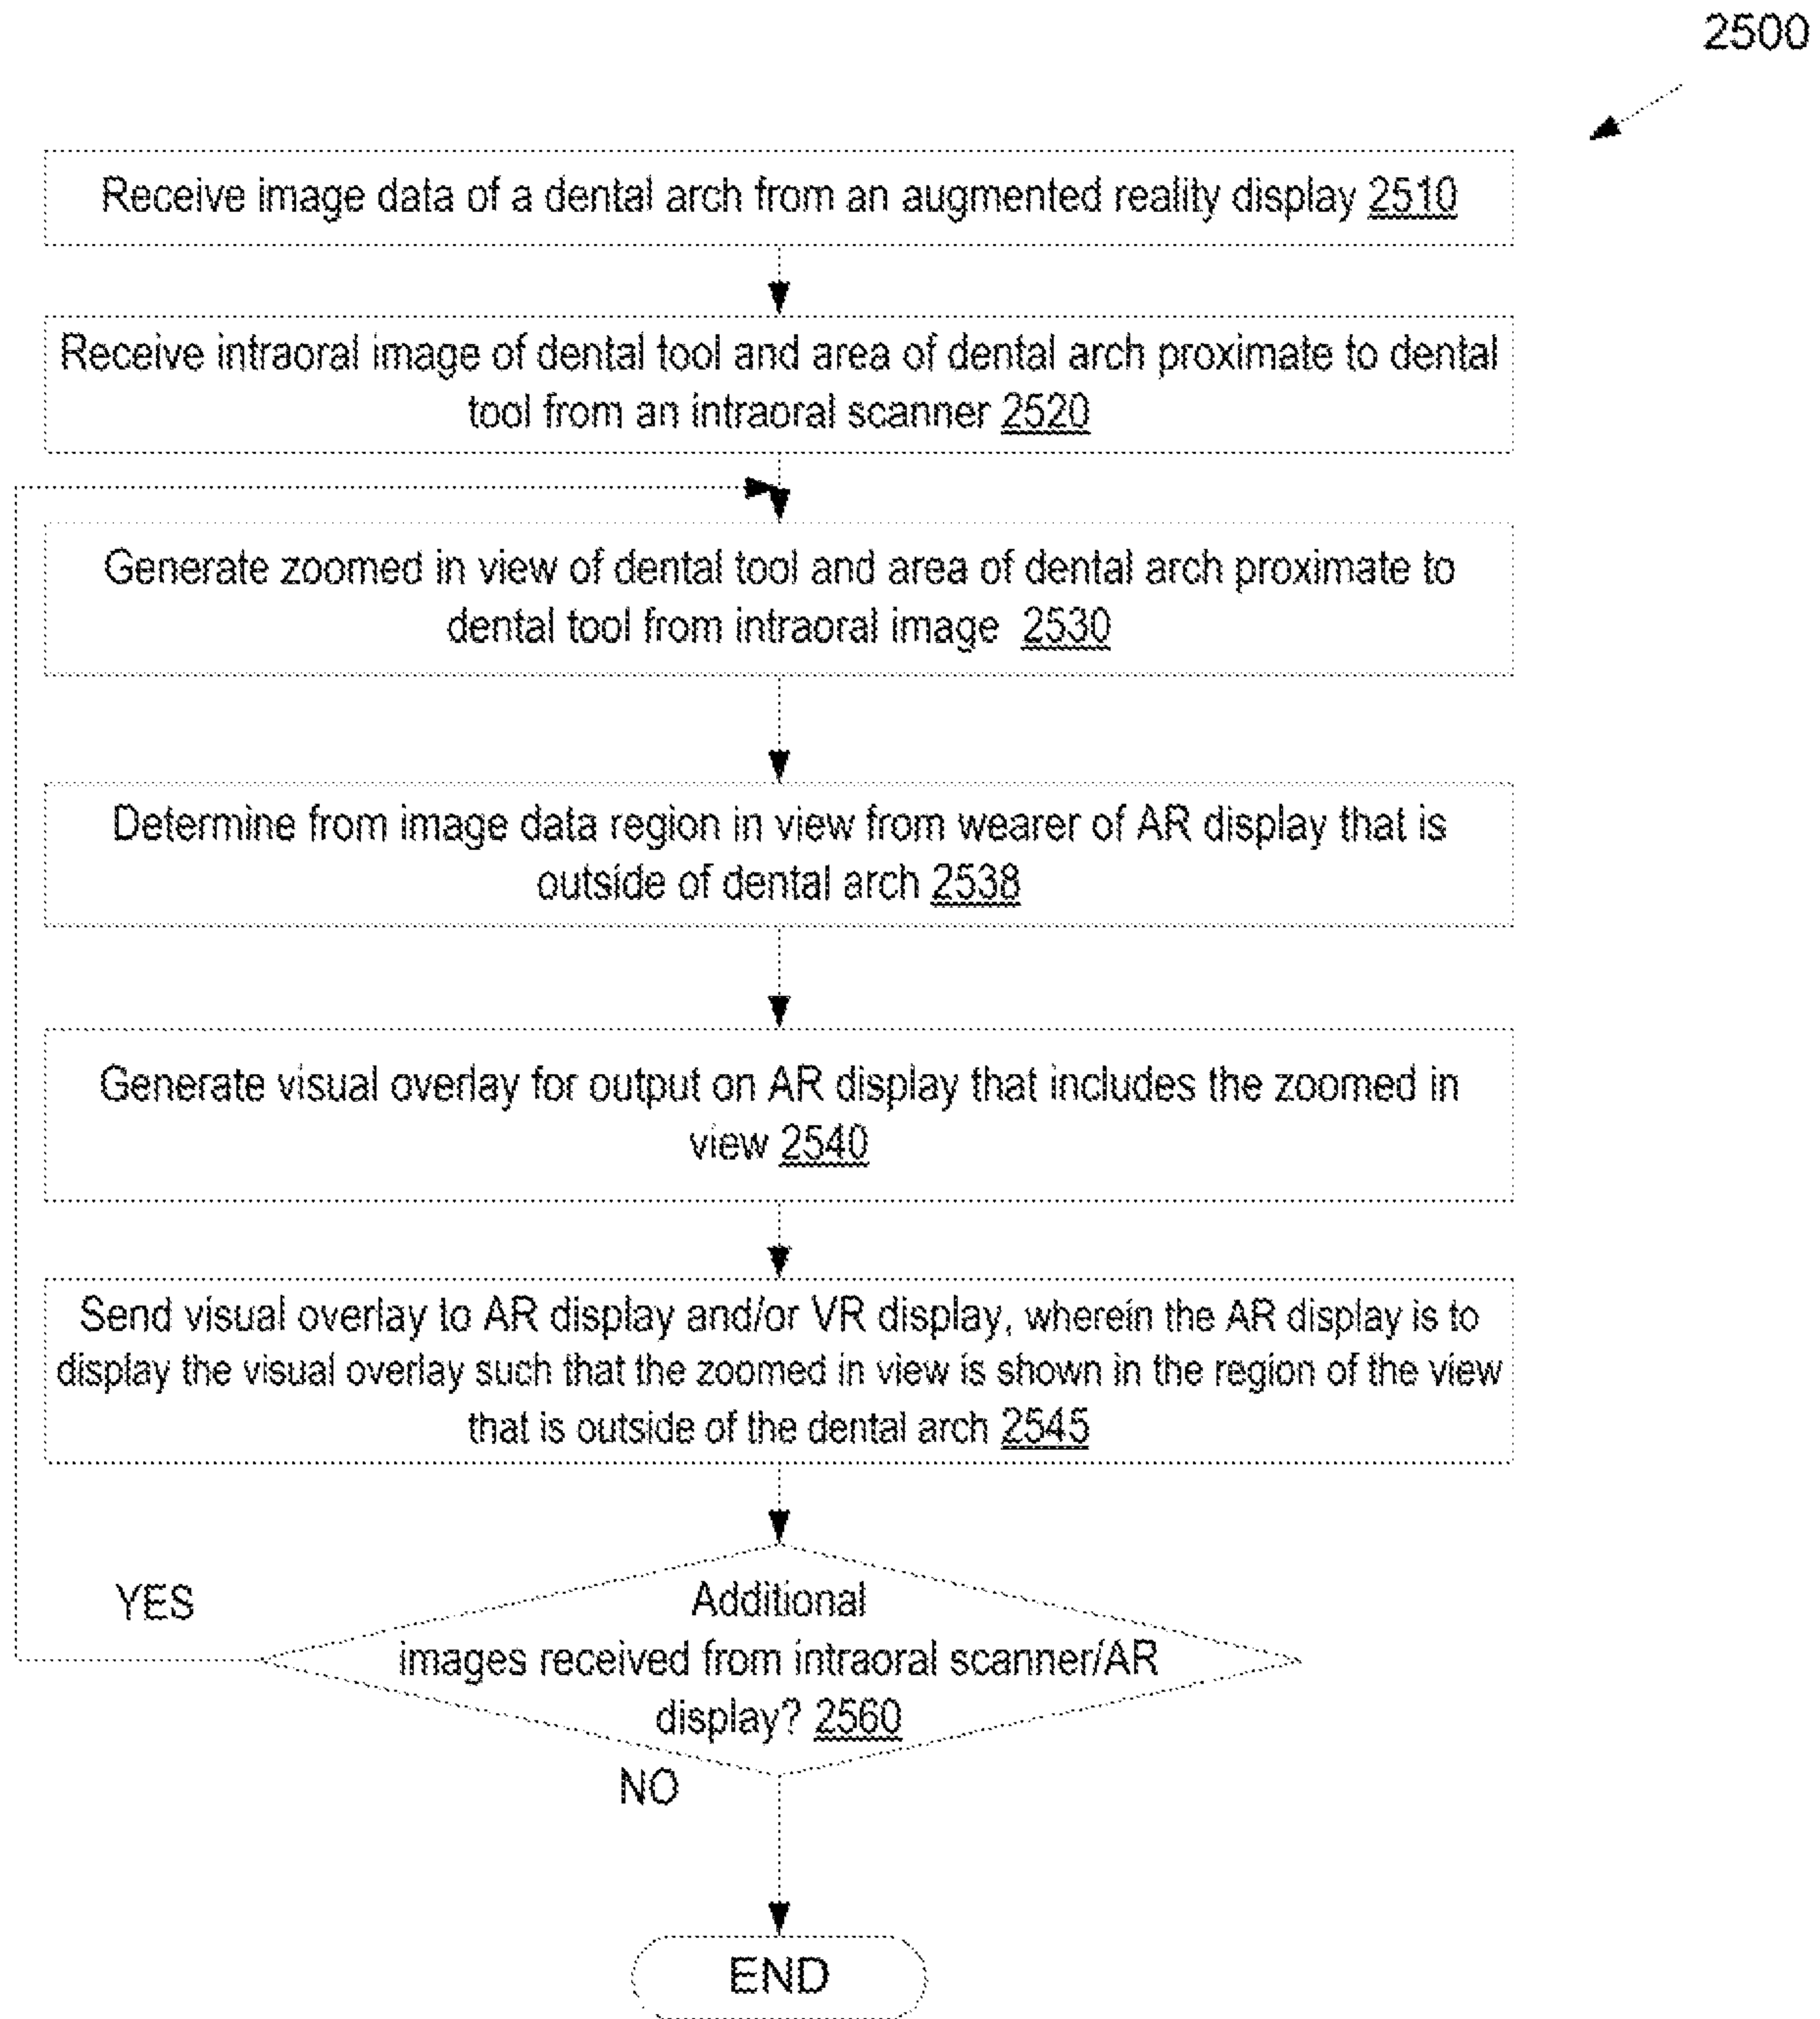 2500
Receive image data of a dental arch from an augmented reality display 2510
Receive intraoral image of dental tool and area of dental arch proximate to dental
tool from an intraoral scanner 2520
Generate zoomed in view of dental tool and area of dental arch proximate to
dental tool from intraoral image 2530
Determine from image data region in view from wearer of AR display that is
outside of dental arch 2538
Generate visual overlay for output on AR display that includes the zoomed in
view 2540
Send visual overlay to AR display and/or VR display, wherein the AR display is to
display the visual overlay such that the zoomed in view is shown in the region of the view
that is outside of the dental arch 2545
YES
Additional
images received from intraoral scanner/AR
display? 2560
NO
END